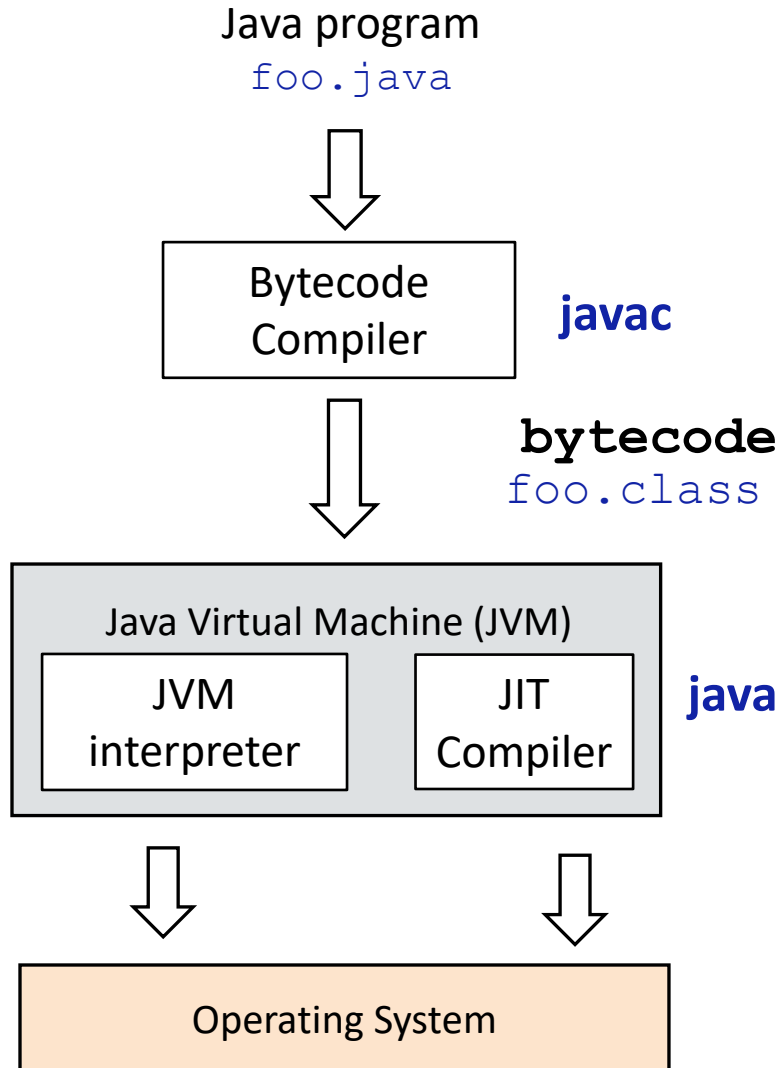 Java program
foo.java
Bytecode
Compiler
javac
bytecode
foo.class
Java Virtual Machine (JVM)
JVM
interpreter
JIT
Compiler
java
Operating System